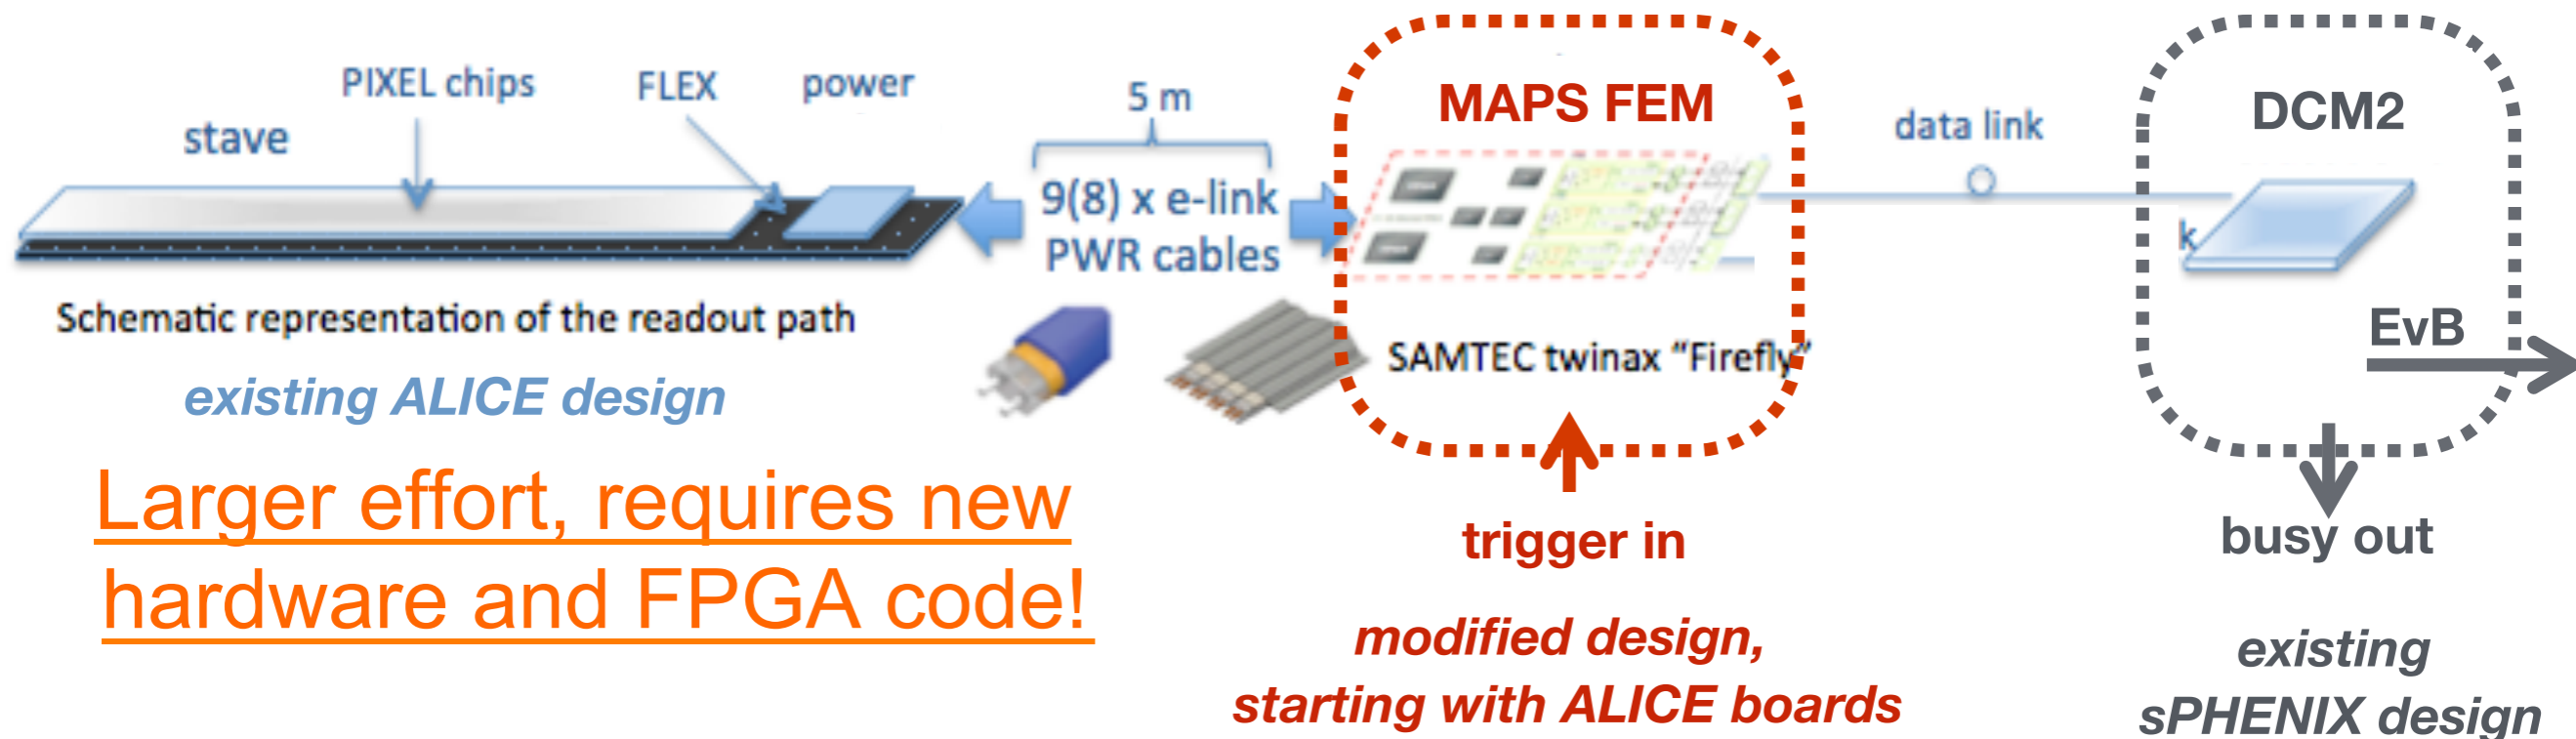 PIXEL chips
FLEX
power
stave
5 m
9(8) x e-link
PWR cables
Schematic representation of the readout path
existing ALICE design
Larger effort, requires new
hardware and FPGA code!
MAPS FEM
SAMTEC twinax “Firefly”
trigger in
modified design,
starting with ALICE boards
data link
DCM2
k
EvB
busy out
existing
sPHENIX design